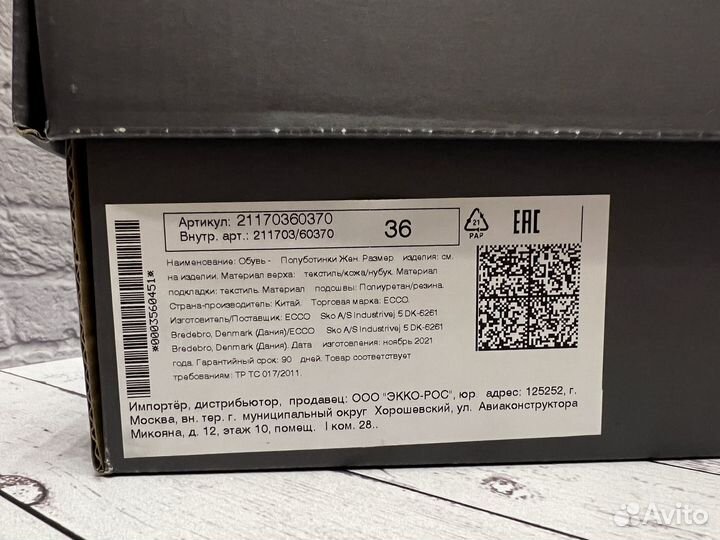 Артикул: 21170360370
Внутр. арт.: 211703/60370
36
21
PAP
EAC
*0003560451*
Наименование: Обувь - Полуботинки Жен. Размер изделия: см.
на изделии. Материал верха: текстиль/кожа/нубук. Материал
подкладки: текстиль. Материал подошвы: Полиуретан/резина.
Страна-производитель: Китай. Торговая марка: ECCO.
Изготовитель/Поставщик: ECCO Sko A/S Industrivej 5 DK-6261
Bredebro, Denmark (Дания)/ECCO Sko A/S Industrivej 5 DK-6261
Bredebro, Denmark (Дания). Дата изготовления: ноябрь 2021
года. Гарантийный срок: 90 дней. Товар соответствует
требованиям: ТР ТС 017/2011.
Импортёр, дистрибьютор, продавец: ООО "ЭККО-РОС", юр. адрес: 125252, г.
Москва, вн. тер. г. муниципальный округ Хорошевский, ул. Авиаконструктора
Микояна, д. 12, этаж 10, помещ. I ком. 28..
Avito